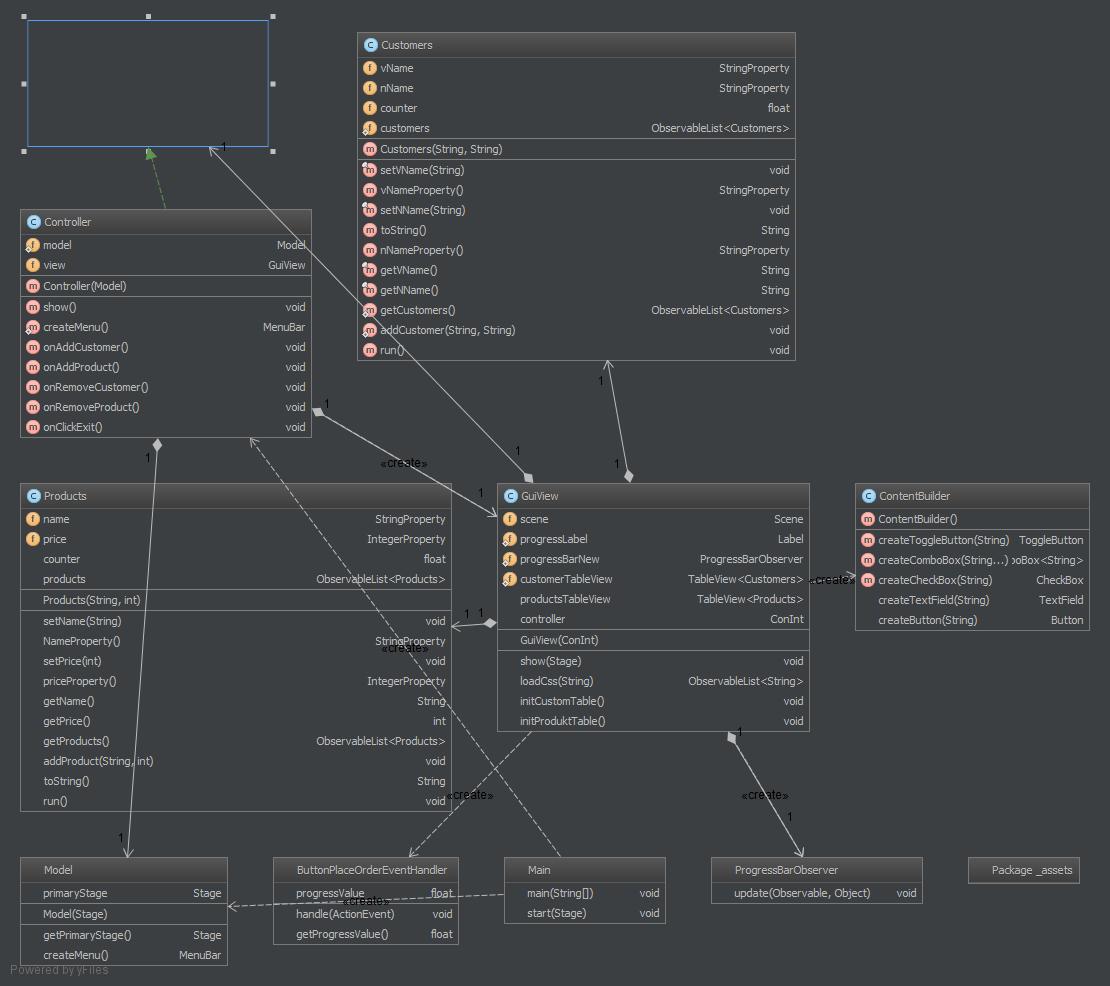 C Customers
f vName StringProperty
f nName StringProperty
f counter float
f customers ObservableList<Customers>
m Customers(String, String)
m setVName(String) void
m vNameProperty() StringProperty
m setNName(String) void
m toString() String
m nNameProperty() StringProperty
m getVName() String
m getNName() String
m getCustomers() ObservableList<Customers>
m addCustomer(String, String) void
m run() void
1
C Controller
f model Model
f view GuiView
m Controller(Model)
m show() void
m createMenu() MenuBar
m onAddCustomer() void
m onAddProduct() void
m onRemoveCustomer() void
m onRemoveProduct() void
m onClickExit() void
1
1
1
1
1
«create»
1
C Products
f name StringProperty
f price IntegerProperty
counter float
products ObservableList<Products>
Products(String, int)
setName(String) void
NameProperty() StringProperty
setPrice(int) void
priceProperty() IntegerProperty
getName() String
getPrice() int
getProducts() ObservableList<Products>
addProduct(String, int) void
toString() String
run() void
«create»
1 1
C GuiView
f scene Scene
f progressLabel Label
f progressBarNew ProgressBarObserver
f customerTableView TableView<Customers>
productsTableView TableView<Products>
controller ConInt
GuiView(ConInt)
show(Stage) void
loadCss(String) ObservableList<String>
initCustomTable() void
initProduktTable() void
«create»
C ContentBuilder
m ContentBuilder()
m createToggleButton(String) ToggleButton
m createComboBox(String...) oBox<String>
m createCheckBox(String) CheckBox
createTextField(String) TextField
createButton(String) Button
1
«create»
«create»
1
1
Model
primaryStage Stage
Model(Stage)
getPrimaryStage() Stage
createMenu() MenuBar
ButtonPlaceOrderEventHandler
progressValue float
«create»
handle(ActionEvent) void
getProgressValue() float
Main
main(String[]) void
start(Stage) void
ProgressBarObserver
update(Observable, Object) void
Package _assets
Powered by yFiles